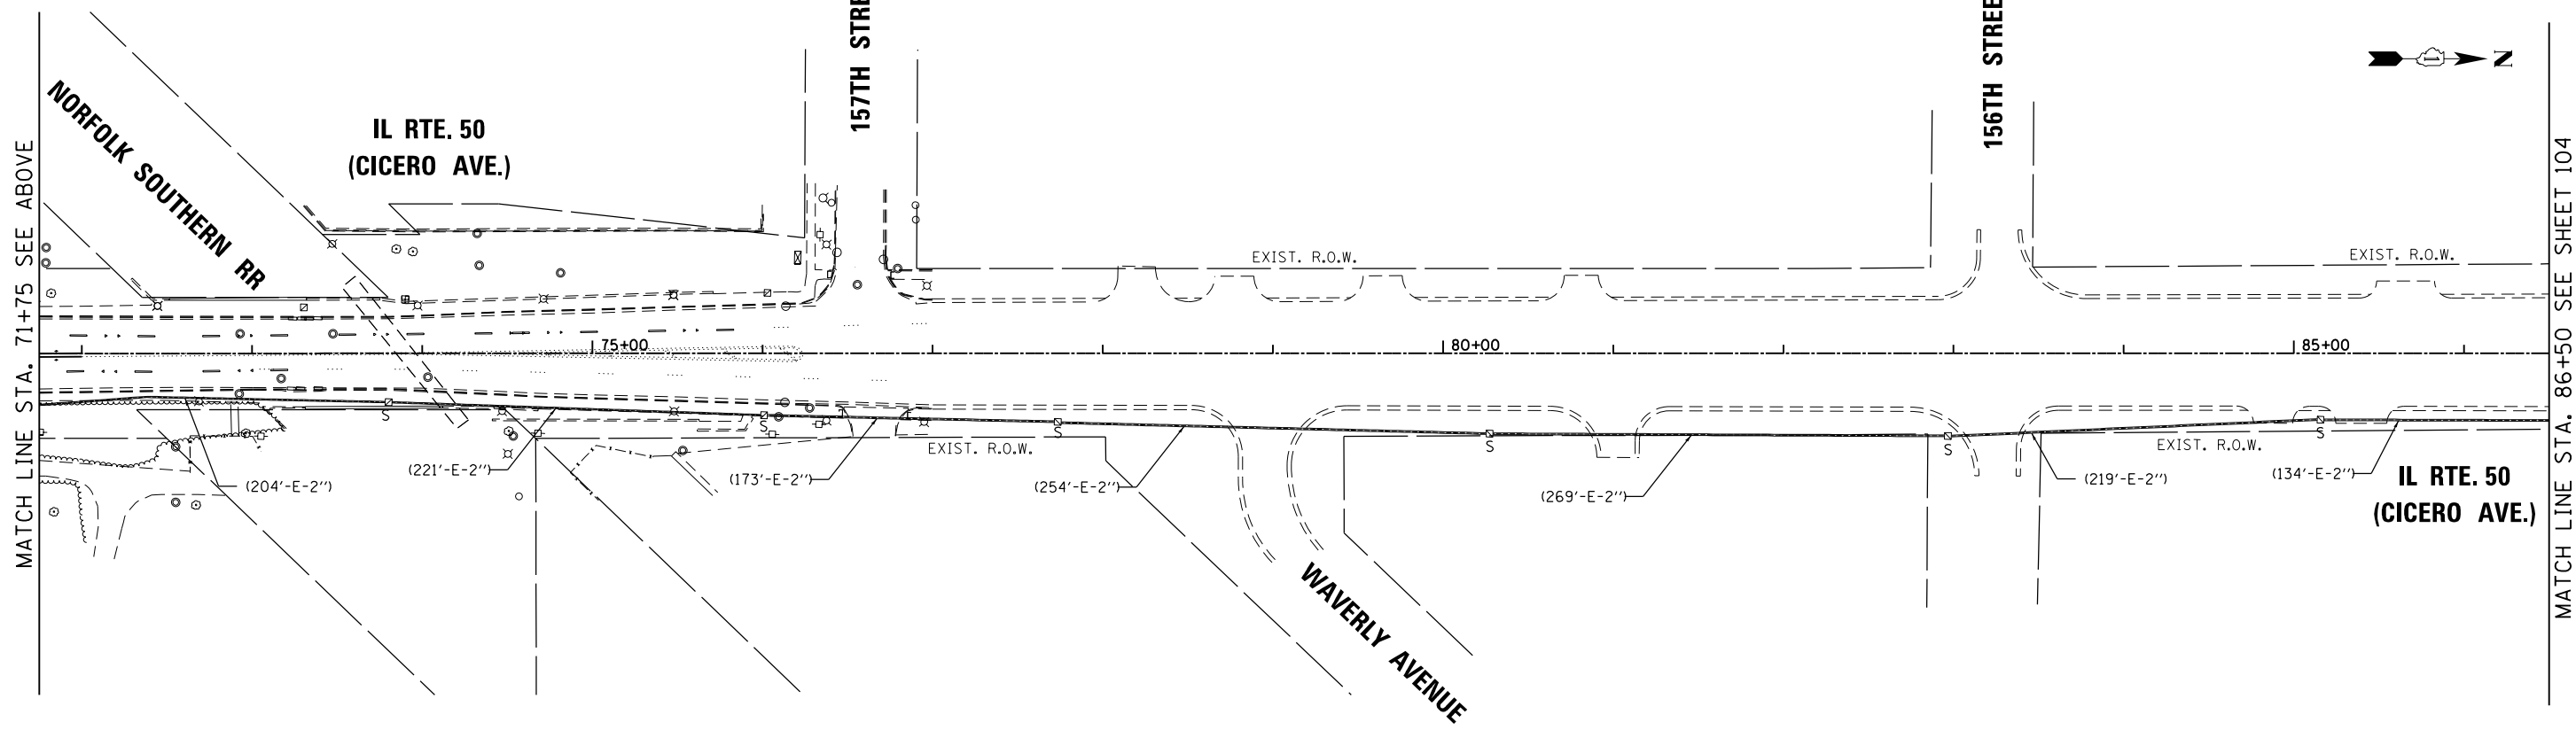 MATCH LINE STA. 71+75 SEE ABOVE
NORFOLK SOUTHERN RR
IL RTE. 50
(CICERO AVE.)
157TH STREE
156TH STREE
N
1
EXIST. R.O.W.
EXIST. R.O.W.
75+00
80+00
85+00
S
S
S
S
S
S
EXIST. R.O.W.
EXIST. R.O.W.
(204'-E-2'')
(221'-E-2'')
(173'-E-2'')
(254'-E-2'')
(269'-E-2'')
(219'-E-2'')
(134'-E-2'')
IL RTE. 50
(CICERO AVE.)
WAVERLY AVENUE
MATCH LINE STA. 86+50 SEE SHEET 104